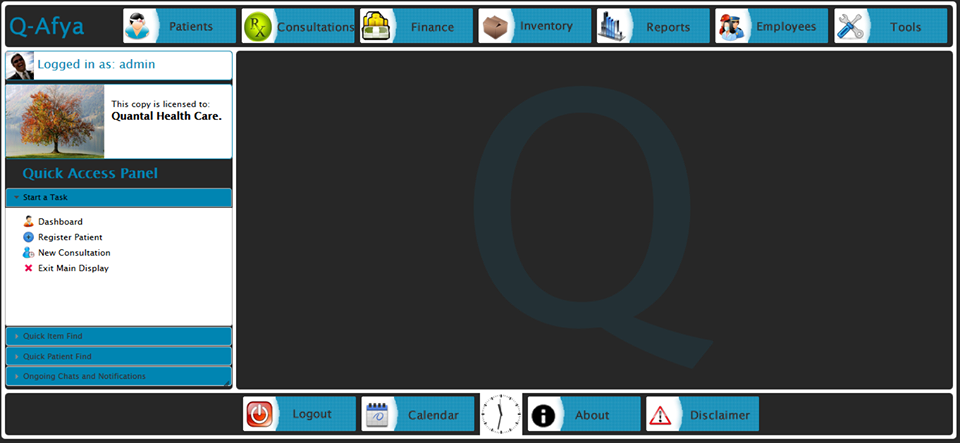 Q-Afya
Patients
Consultations
Finance
Inventory
Reports
Employees
Tools
Logged in as: admin
This copy is licensed to:
Quantal Health Care.
Quick Access Panel
Start a Task
Dashboard
Register Patient
New Consultation
Exit Main Display
Quick Item Find
Quick Patient Find
Ongoing Chats and Notifications
Q
Logout
Calendar
About
Disclaimer